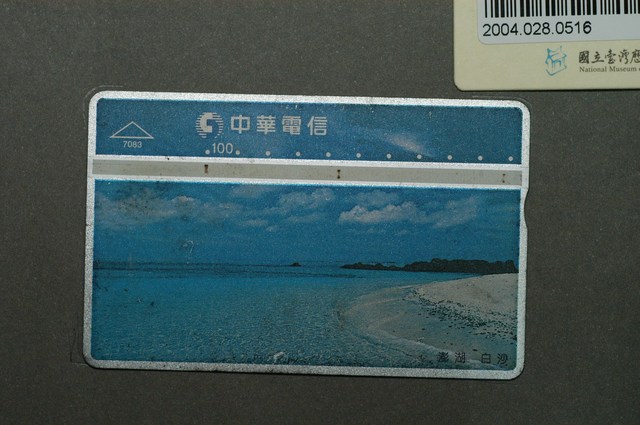 2004.028.0516
國立臺灣歷
National Museum o
中華電信
7083
100
澎湖 白沙